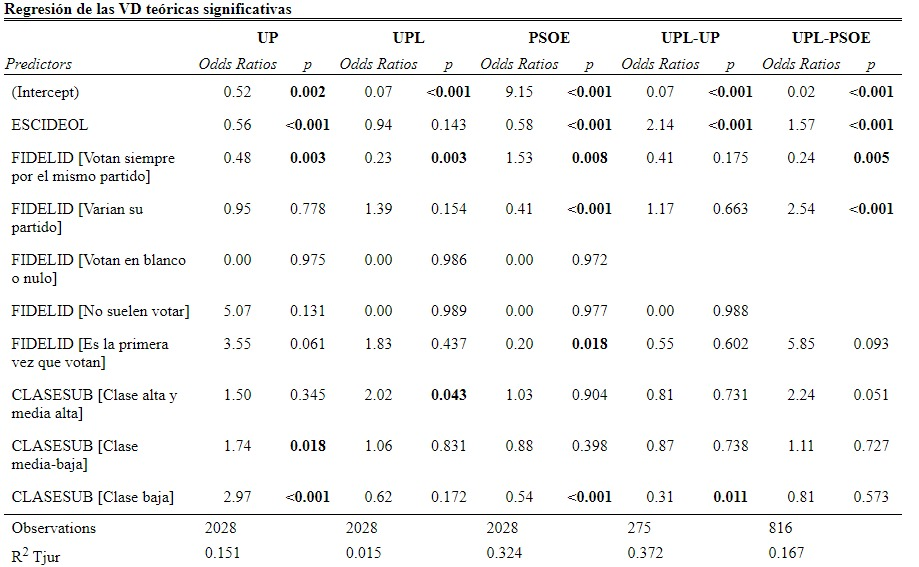 Regresión de las VD teóricas significativas
UP UPL PSOE UPL-UP UPL-PSOE
Predictors Odds Ratios p Odds Ratios p Odds Ratios p Odds Ratios p Odds Ratios p
(Intercept) 0.52 0.002 0.07 <0.001 9.15 <0.001 0.07 <0.001 0.02 <0.001
ESCIDEOL 0.56 <0.001 0.94 0.143 0.58 <0.001 2.14 <0.001 1.57 <0.001
FIDELID [Votan siempre 0.48 0.003 0.23 0.003 1.53 0.008 0.41 0.175 0.24 0.005
por el mismo partido]
FIDELID [Varian su 0.95 0.778 1.39 0.154 0.41 <0.001 1.17 0.663 2.54 <0.001
partido]
FIDELID [Votan en blanco 0.00 0.975 0.00 0.986 0.00 0.972
o nulo]
FIDELID [No suelen votar] 5.07 0.131 0.00 0.989 0.00 0.977 0.00 0.988
FIDELID [Es la primera 3.55 0.061 1.83 0.437 0.20 0.018 0.55 0.602 5.85 0.093
vez que votan]
CLASESUB [Clase alta y 1.50 0.345 2.02 0.043 1.03 0.904 0.81 0.731 2.24 0.051
media alta]
CLASESUB [Clase 1.74 0.018 1.06 0.831 0.88 0.398 0.87 0.738 1.11 0.727
media-baja]
CLASESUB [Clase baja] 2.97 <0.001 0.62 0.172 0.54 <0.001 0.31 0.011 0.81 0.573
Observations 2028 2028 2028 275 816
R2 Tjur 0.151 0.015 0.324 0.372 0.167